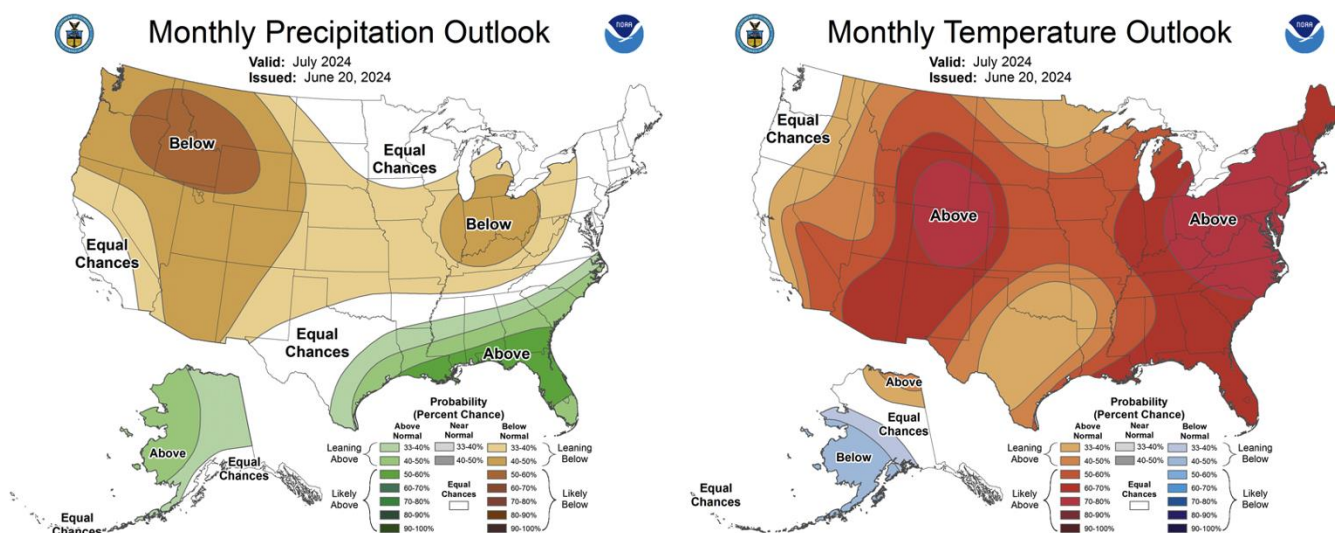 Monthly Precipitation Outlook
NOAA
Valid: July 2024
Issued: June 20, 2024
Below
Equal
Chances
Below
Equal
Chances
Equal
Chances
Above
Above
Equal
Chances
Equal
Chances
Probability
(Percent Chance)
Above
Normal
Near
Normal
Below
Normal
Leaning
Above
33-40%
33-40%
33-40%
Leaning
Below
40-50%
40-50%
40-50%
Likely
Above
50-60%
50-60%
Likely
Below
60-70%
60-70%
70-80%
Equal
Chances
70-80%
80-90%
80-90%
90-100%
90-100%
Monthly Temperature Outlook
NOAA
Valid: July 2024
Issued: June 20, 2024
Equal
Chances
Above
Above
Above
Equal
Chances
Below
Equal
Chances
Probability
(Percent Chance)
Above
Normal
Near
Normal
Below
Normal
Leaning
Above
33-40%
33-40%
33-40%
Leaning
Below
40-50%
40-50%
40-50%
Likely
Above
50-60%
50-60%
Likely
Below
60-70%
60-70%
70-80%
Equal
Chances
70-80%
80-90%
80-90%
90-100%
90-100%